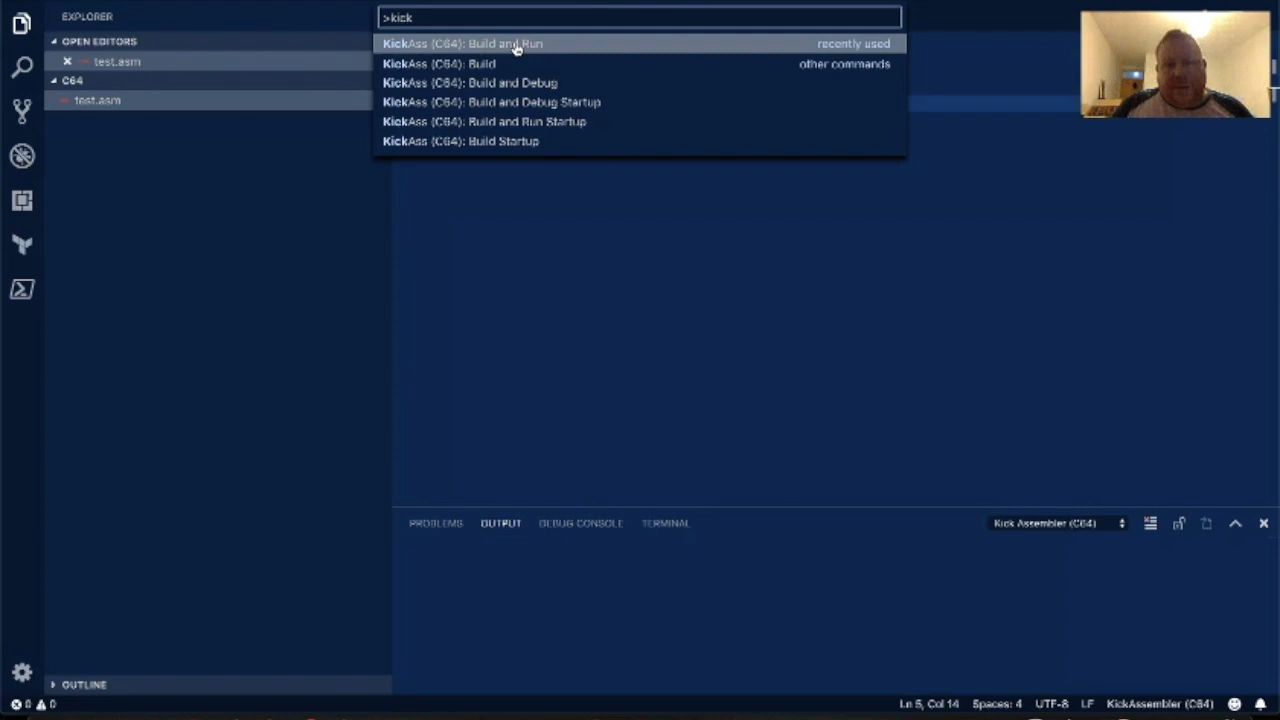 EXPLORER
OPEN EDITORS
test.asm
C64
test.asm
>kick
KickAss (C64): Build and Run recently used
KickAss (C64): Build other commands
KickAss (C64): Build and Debug
KickAss (C64): Build and Debug Startup
KickAss (C64): Build and Run Startup
KickAss (C64): Build Startup
PROBLEMS OUTPUT DEBUG CONSOLE TERMINAL Kick Assembler (C64)
OUTLINE
0 0 Ln 5, Col 14 Spaces: 4 UTF-8 LF KickAssembler (C64)